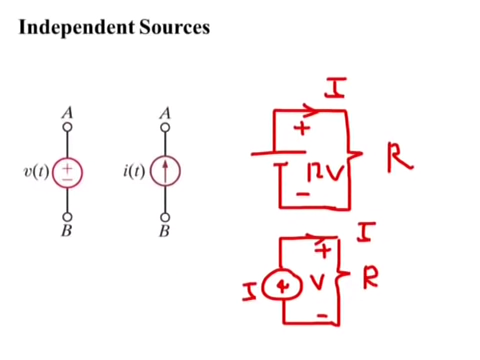 Independent Sources
A
A
v(t) + −
i(t)
B
B
I
+
12V
−
R
I
+
I
V
R
−